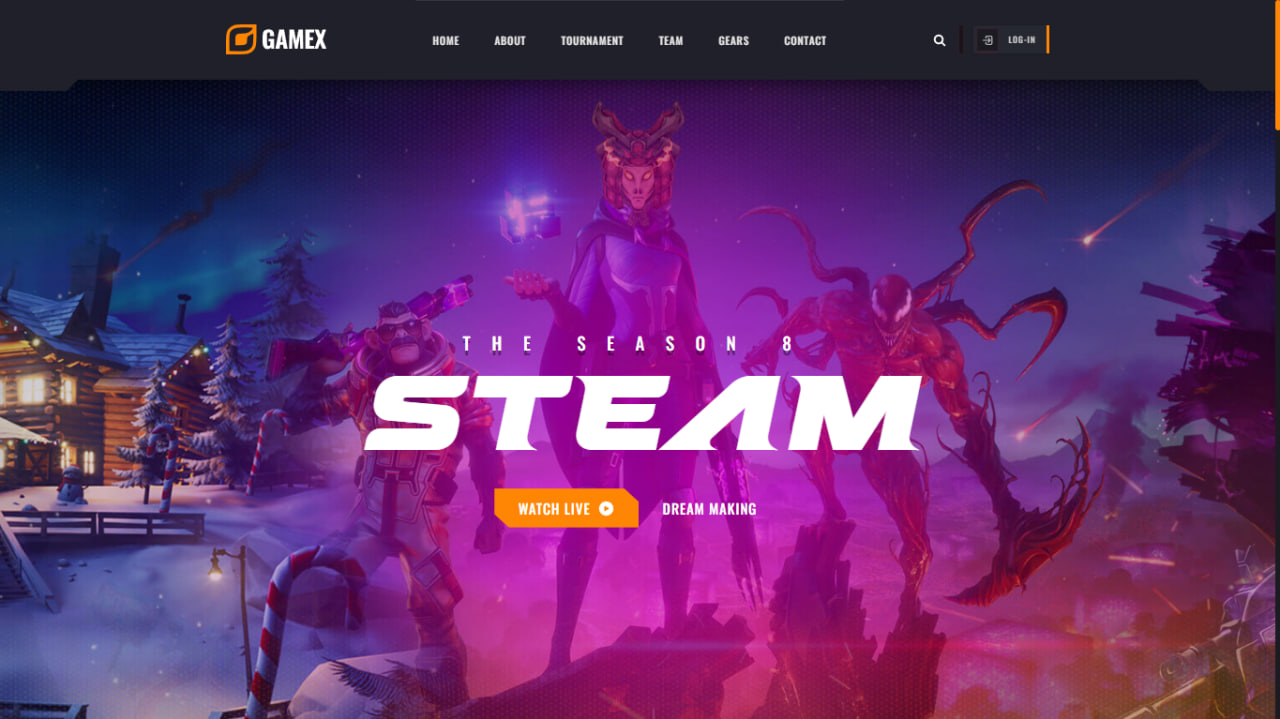 GAMEX
HOME ABOUT TOURNAMENT TEAM GEARS CONTACT
LOG-IN
THE SEASON 8
STEAM
WATCH LIVE
DREAM MAKING